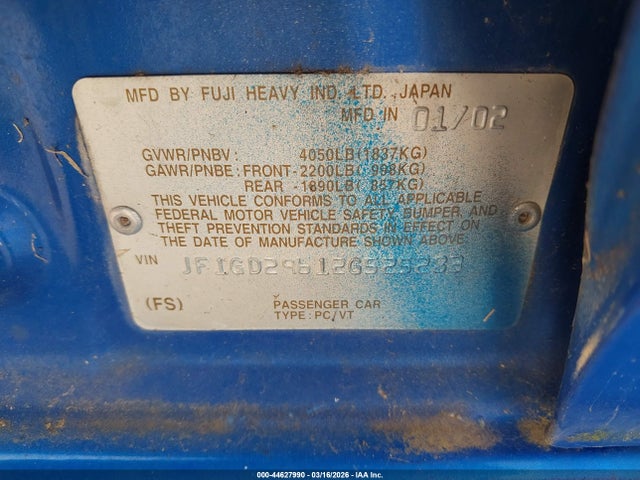 MFD BY FUJI HEAVY IND. LTD. JAPAN
MFD IN 01/02
GVWR/PNBV : 4050LB(1837KG)
GAWR/PNBE : FRONT-2200LB( 998KG)
REAR -1890LB( 857KG)
THIS VEHICLE CONFORMS TO ALL APPLICABLE
FEDERAL MOTOR VEHICLE SAFETY, BUMPER, AND
THEFT PREVENTION STANDARDS IN EFFECT ON
THE DATE OF MANUFACTURE SHOWN ABOVE.
VIN
(FS) PASSENGER CAR
TYPE: PC/VT
000-44627990 - 03/16/2026 - IAA Inc.